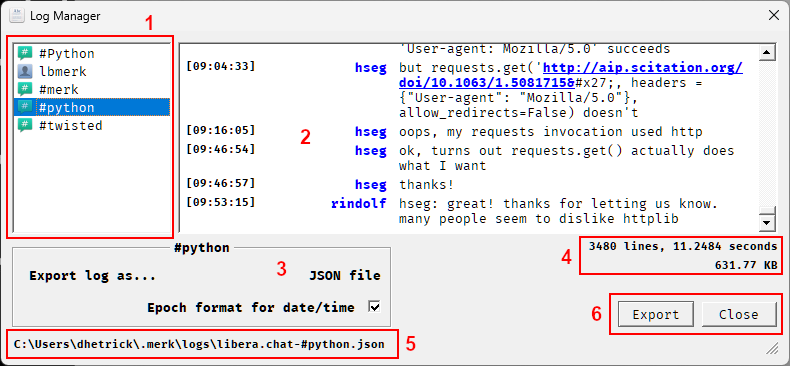 Log Manager
1
#Python
lbmerk
#merk
#python
#twisted
'User-agent: Mozilla/5.0' succeeds
[09:04:33] hseg but requests.get('http://aip.scitation.org/
doi/10.1063/1.5081715&#x27;, headers =
{"User-agent": "Mozilla/5.0"},
allow_redirects=False) doesn't
[09:16:05] hseg oops, my requests invocation used http
2
[09:46:54] hseg ok, turns out requests.get() actually does
what I want
[09:46:57] hseg thanks!
[09:53:15] rindolf hseg: great! thanks for letting us know.
many people seem to dislike httplib
#python
Export log as... 3 JSON file
Epoch format for date/time
4 3480 lines, 11.2484 seconds
631.77 KB
6 Export Close
C:\Users\dhetrick\.merk\logs\libera.chat-#python.json 5